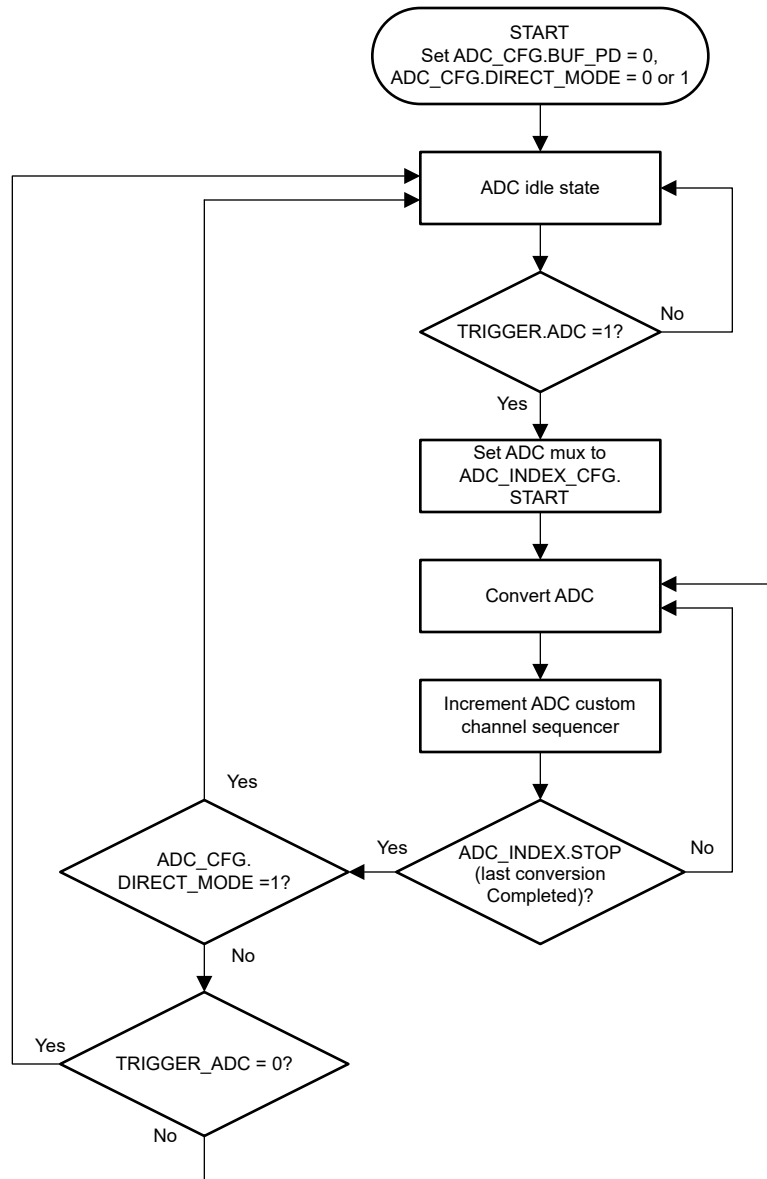 START
Set ADC_CFG.BUF_PD = 0,
ADC_CFG.DIRECT_MODE = 0 or 1
ADC idle state
TRIGGER.ADC =1?
No
Yes
Set ADC mux to
ADC_INDEX_CFG.
START
Convert ADC
Increment ADC custom
channel sequencer
ADC_INDEX.STOP
(last conversion
Completed)?
No
Yes
ADC_CFG.
DIRECT_MODE =1?
Yes
No
TRIGGER_ADC = 0?
Yes
No